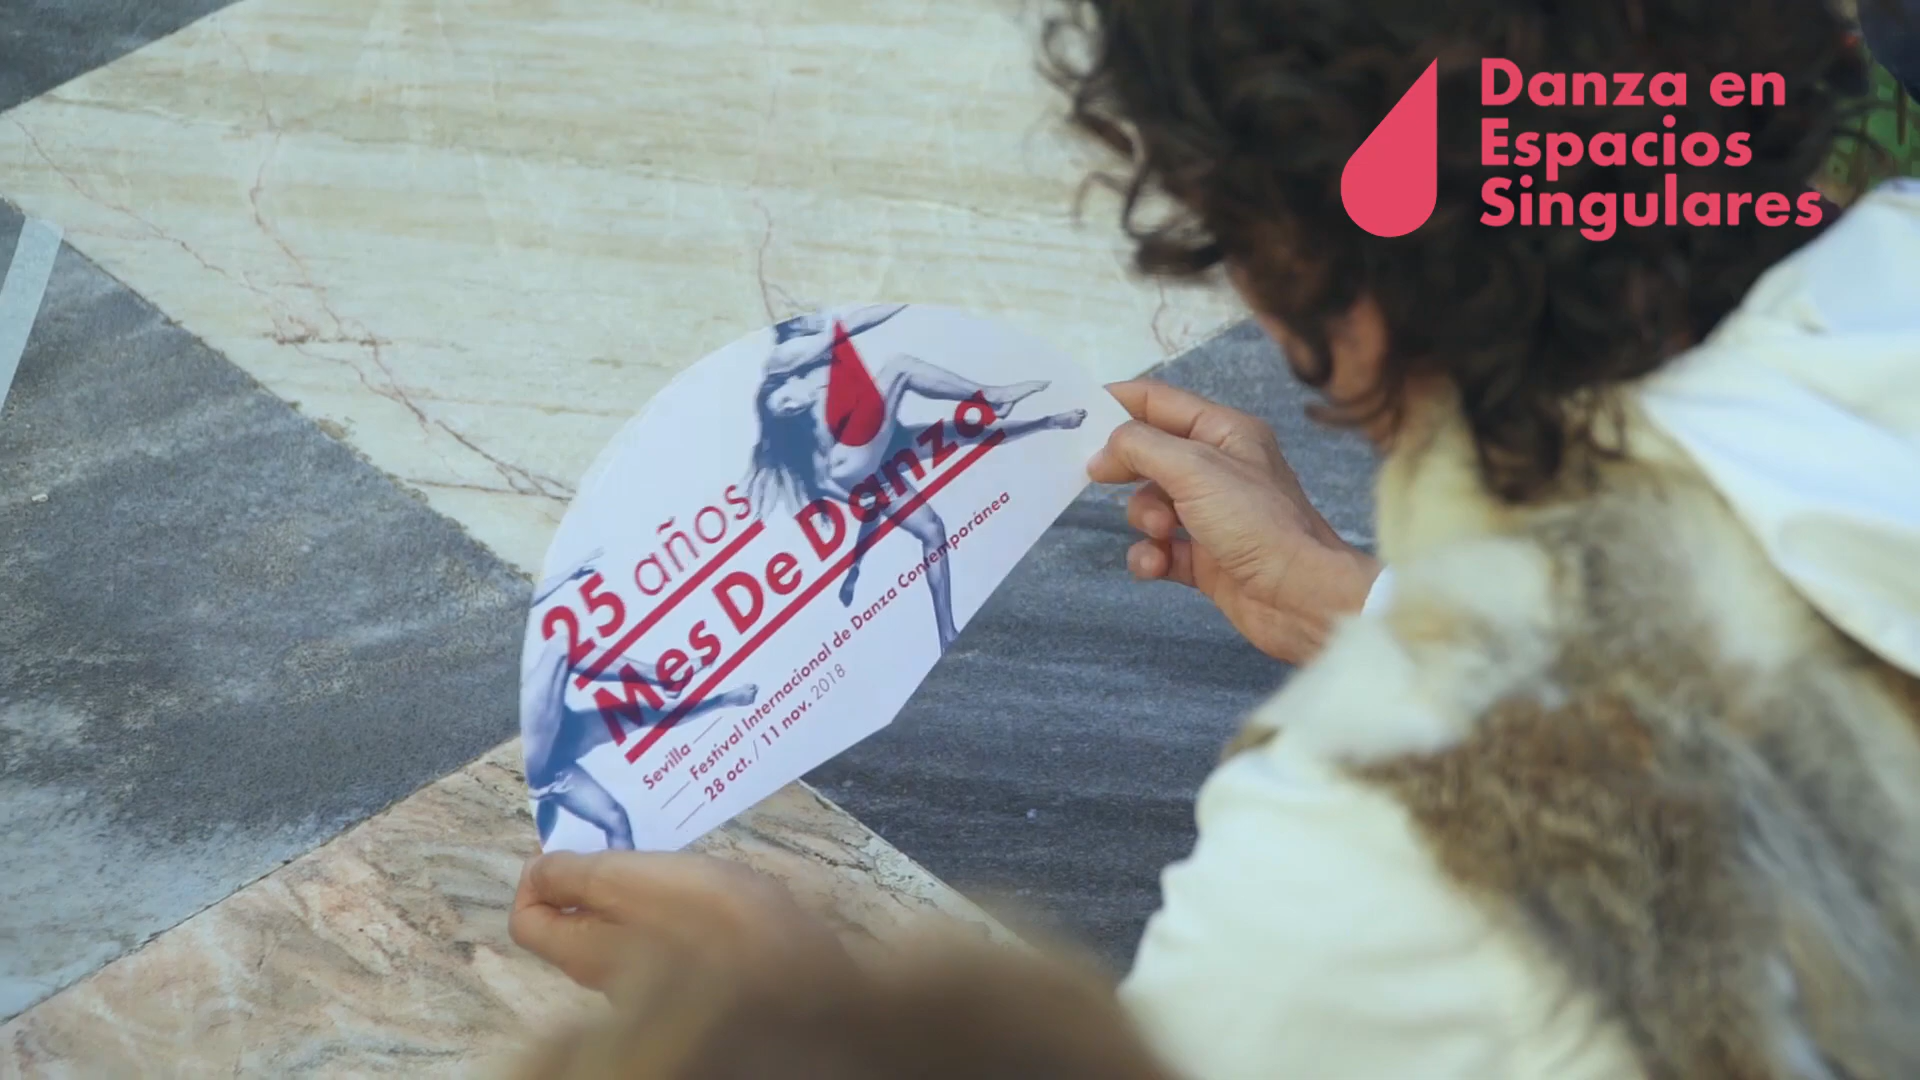 Danza en
Espacios
Singulares
25 años
Mes De Danza
Sevilla
Festival Internacional de Danza Contemporánea
28 oct. / 11 nov. 2018